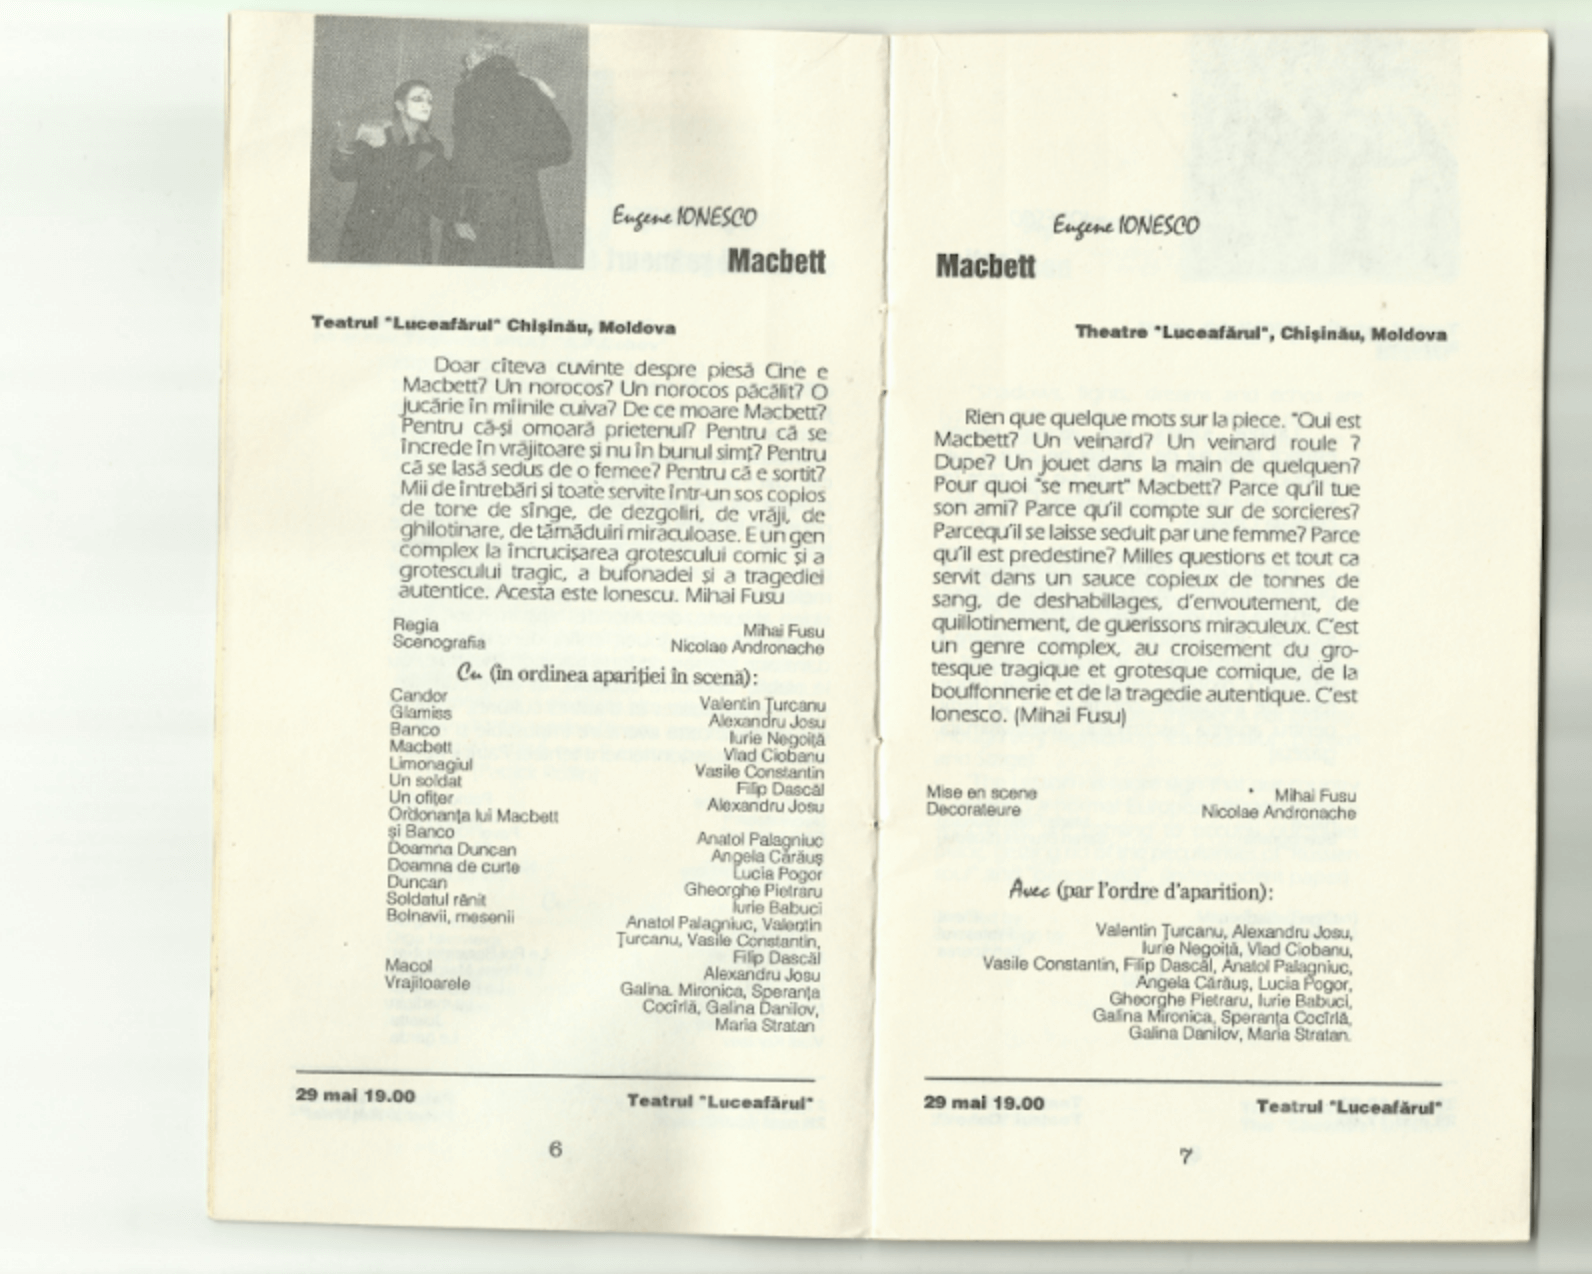 Eugene IONESCO
Macbett
Teatrul "Luceafărul" Chişinău, Moldova
Doar cîteva cuvinte despre piesă Cine e
Macbett? Un norocos? Un norocos păcălit? O
jucărie în mîinile cuiva? De ce moare Macbett?
Pentru că-şi omoară prietenul? Pentru că se
încrede în vrăjitoare şi nu în bunul simţ? Pentru
că se lasă sedus de o femee? Pentru că e sortit?
Mii de întrebări si toate servite într-un sos copios
de tone de sînge, de dezgoliri, de vrăji, de
ghilotinare, de tămăduiri miraculoase. E un gen
complex la încrucisarea grotescului comic şi a
grotescului tragic, a bufonadei şi a tragediei
autentice. Acesta este Ionescu. Mihai Fusu
Regia Mihai Fusu
Scenografia Nicolae Andronache
Cu (în ordinea apariţiei în scenă):
Candor Valentin Ţurcanu
Glamiss Alexandru Josu
Banco Iurie Negoiţă
Macbett Vlad Ciobanu
Limonagiul Vasile Constantin
Un soldat Filip Dascăl
Un ofiţer Alexandru Josu
Ordonanţa lui Macbett
şi Banco Anatol Palagniuc
Doamna Duncan Angela Cărăuş
Doamna de curte Lucia Pogor
Duncan Gheorghe Pietraru
Soldatul rănit Iurie Babuci
Bolnavii, mesenii Anatol Palagniuc, Valentin
Ţurcanu, Vasile Constantin,
Filip Dascăl
Macol Alexandru Josu
Vrajitoarele Galina. Mironica, Speranţa
Cocîrlă, Galina Danilov,
Maria Stratan
29 mai 19.00 Teatrul "Luceafărul"
6
Eugene IONESCO
Macbett
Theatre "Luceafărul", Chişinău, Moldova
Rien que quelque mots sur la piece. "Qui est
Macbett? Un veinard? Un veinard roule ?
Dupe? Un jouet dans la main de quelquen?
Pour quoi "se meurt" Macbett? Parce qu'il tue
son ami? Parce qu'il compte sur de sorcieres?
Parcequ'il se laisse seduit par une femme? Parce
qu'il est predestine? Milles questions et tout ca
servit dans un sauce copieux de tonnes de
sang, de deshabillages, d'envoutement, de
quillotinement, de guerissons miraculeux. C'est
un genre complex, au croisement du gro-
tesque tragique et grotesque comique, de la
bouffonnerie et de la tragedie autentique. C'est
Ionesco. (Mihai Fusu)
Mise en scene Mihai Fusu
Decorateure Nicolae Andronache
Avec (par l'ordre d'aparition):
Valentin Ţurcanu, Alexandru Josu,
Iurie Negoiţă, Vlad Ciobanu,
Vasile Constantin, Filip Dascăl, Anatol Palagniuc,
Angela Cărăuş, Lucia Pogor,
Gheorghe Pietraru, Iurie Babuci,
Galina Mironica, Speranţa Cocîrlă,
Galina Danilov, Maria Stratan.
29 mai 19.00 Teatrul "Luceafărul"
7